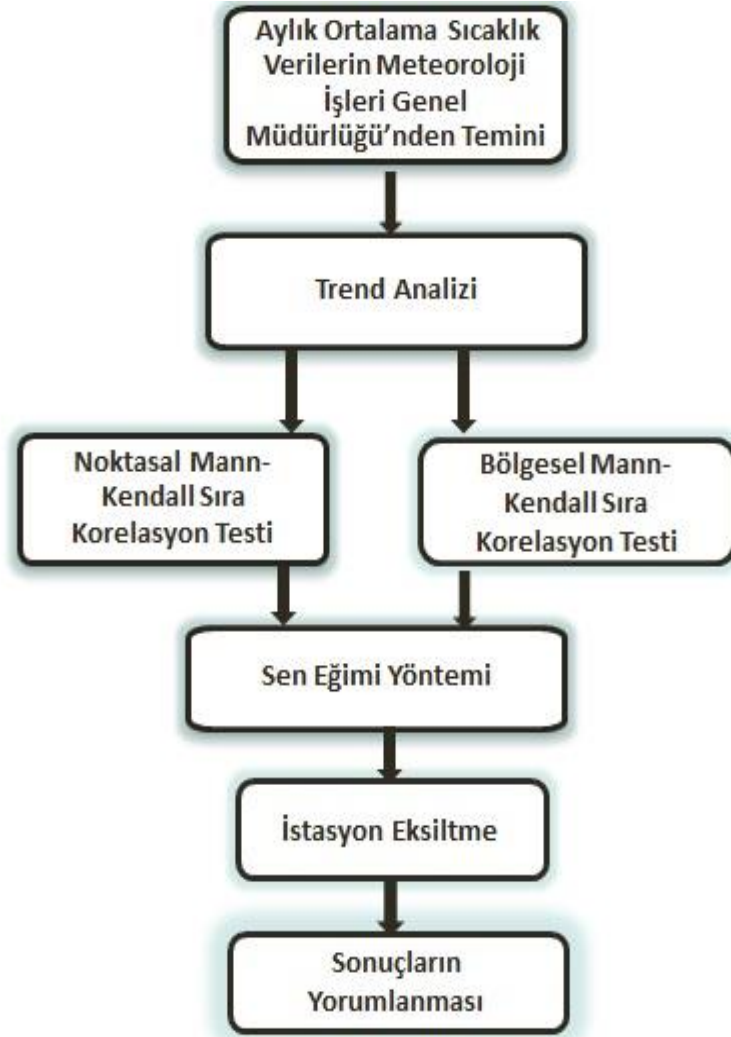 Aylık Ortalama Sıcaklık
Verilerin Meteoroloji
İşleri Genel
Müdürlüğü’nden Temini
Trend Analizi
Noktasal Mann-
Kendall Sıra
Korelasyon Testi
Bölgesel Mann-
Kendall Sıra
Korelasyon Testi
Sen Eğimi Yöntemi
İstasyon Eksiltme
Sonuçların
Yorumlanması